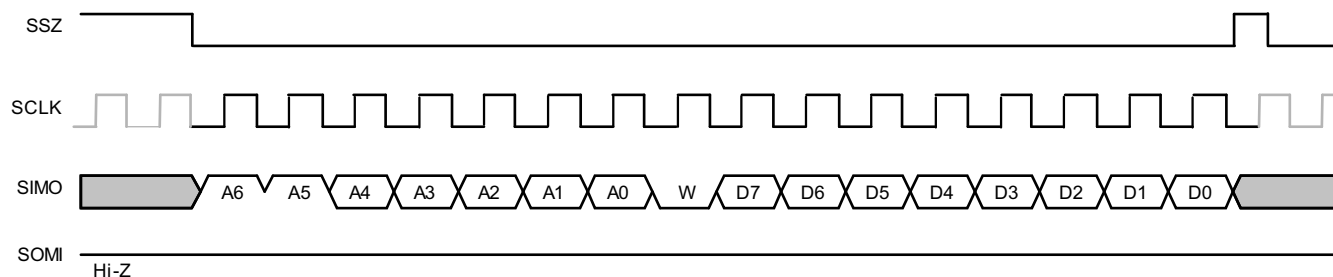 SSZ
SCLK
SIMO A6 A5 A4 A3 A2 A1 A0 W D7 D6 D5 D4 D3 D2 D1 D0
SOMI
Hi-Z